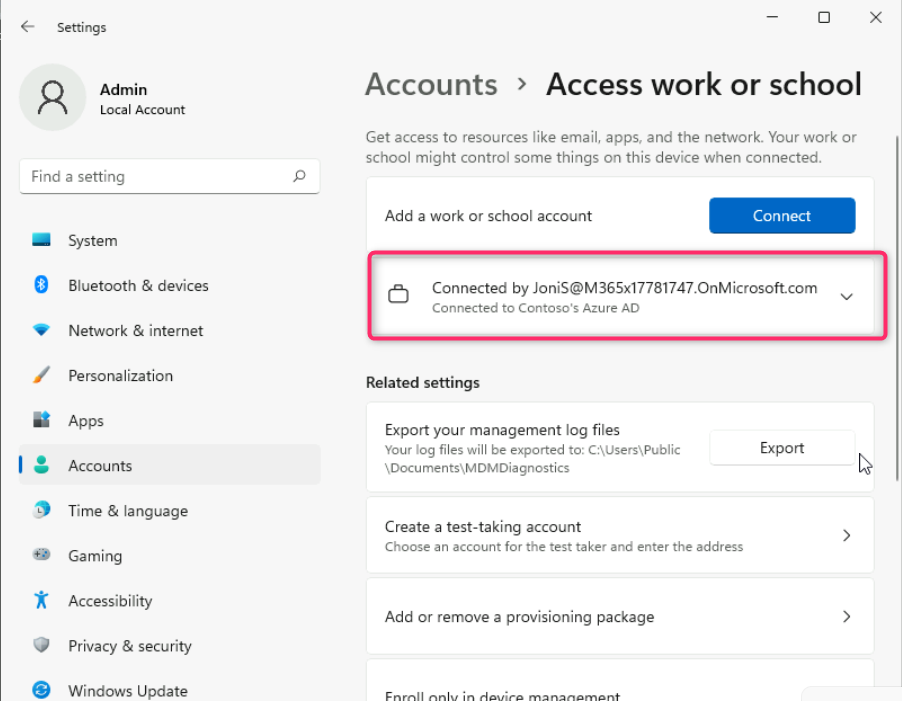 Settings
Admin
Local Account
Find a setting
System
Bluetooth & devices
Network & internet
Personalization
Apps
Accounts
Time & language
Gaming
Accessibility
Privacy & security
Windows Update
Accounts › Access work or school
Get access to resources like email, apps, and the network. Your work or
school might control some things on this device when connected.
Add a work or school account
Connect
Connected by JoniS@M365x17781747.OnMicrosoft.com
Connected to Contoso's Azure AD
Related settings
Export your management log files
Your log files will be exported to: C:\Users\Public
\Documents\MDMDiagnostics
Export
Create a test-taking account
Choose an account for the test taker and enter the address
Add or remove a provisioning package
Enroll only in device management